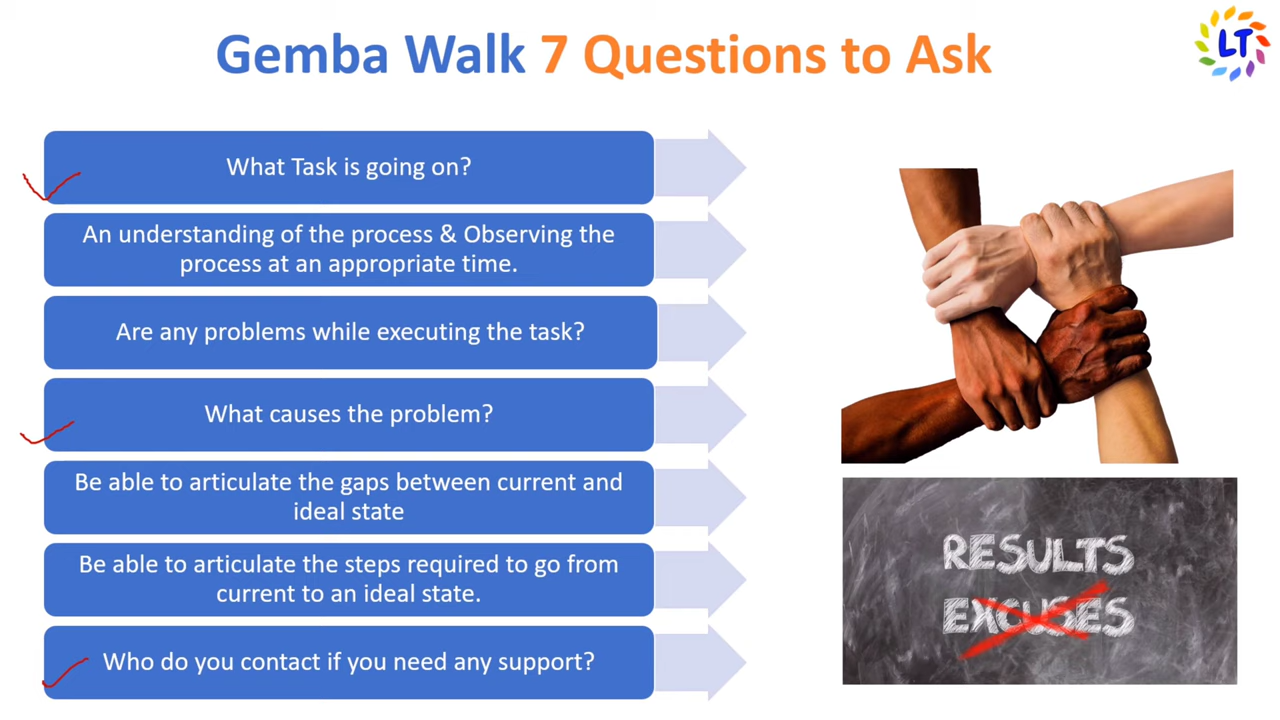 Gemba Walk 7 Questions to Ask
LT
What Task is going on?
An understanding of the process & Observing the
process at an appropriate time.
Are any problems while executing the task?
What causes the problem?
Be able to articulate the gaps between current and
ideal state
Be able to articulate the steps required to go from
current to an ideal state.
Who do you contact if you need any support?
RESULTS
EXCUSES